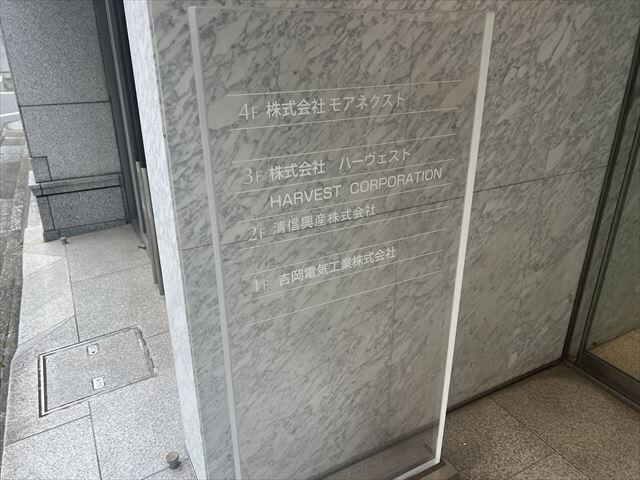 4F 株式会社 モアネクスト
3F 株式会社 ハーヴェスト
HARVEST CORPORATION
2F 清信興産株式会社
1F 吉岡電気工業株式会社